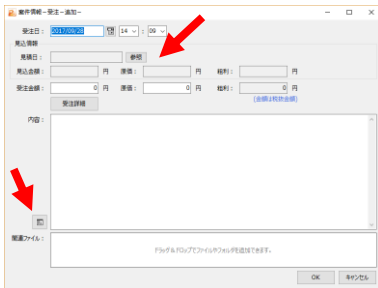 案件情報－受注－追加－
受注日： 2017/09/28 14 ： 09
見込情報
見積日： 参照
見込金額： 円 原価： 円 粗利： 円
受注金額： 0 円 原価： 0 円 粗利： 0 円
受注詳細 (金額は税抜金額)
内容：
関連ファイル：
ドラッグ＆ドロップでファイルやフォルダを追加できます。
OK キャンセル